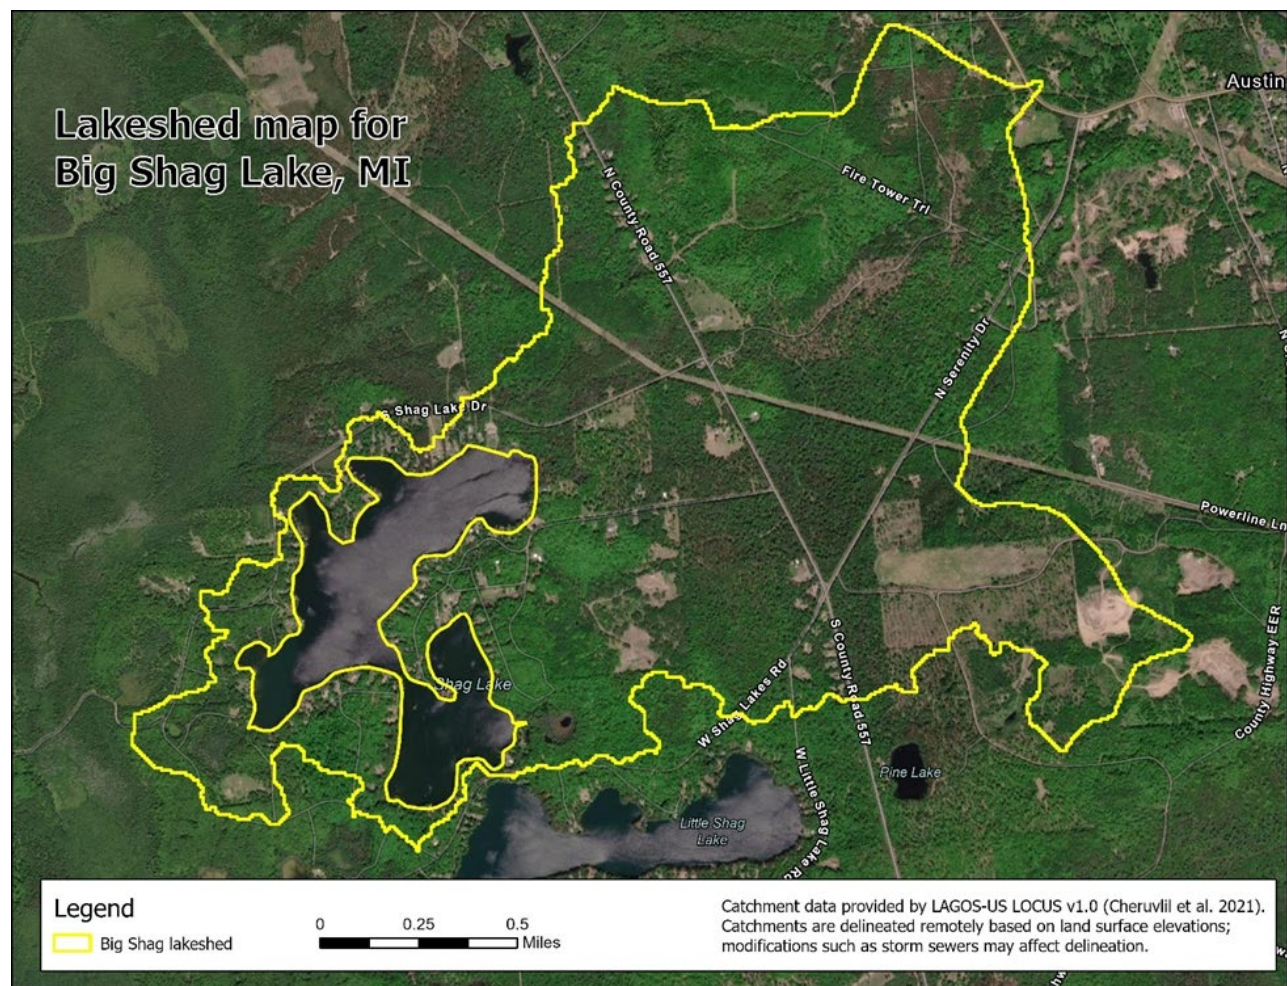 Lakeshed map for
Big Shag Lake, MI
Austin
Fire Tower Trl
N County Road 557
N Serenity Dr
S Shag Lake Dr
Powerline Ln
Shag Lake
S County Road 557
W Shag Lakes Rd
County Highway EER
W Little Shag Lake Rd
Pine Lake
Little Shag
Lake
Legend
Big Shag lakeshed
0 0.25 0.5
Miles
Catchment data provided by LAGOS-US LOCUS v1.0 (Cheruvlil et al. 2021).
Catchments are delineated remotely based on land surface elevations;
modifications such as storm sewers may affect delineation.